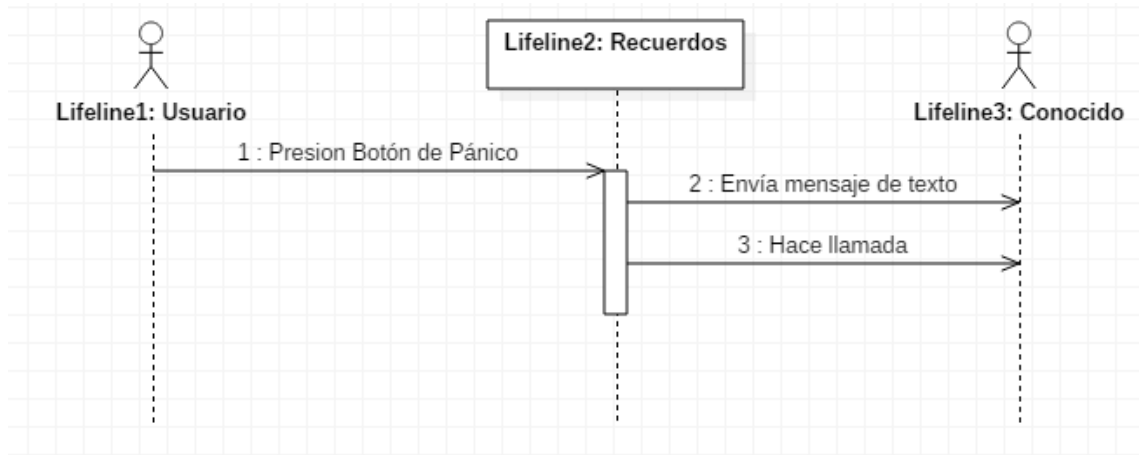 Lifeline2: Recuerdos
Lifeline1: Usuario
Lifeline3: Conocido
1 : Presion Botón de Pánico
2 : Envía mensaje de texto
3 : Hace llamada